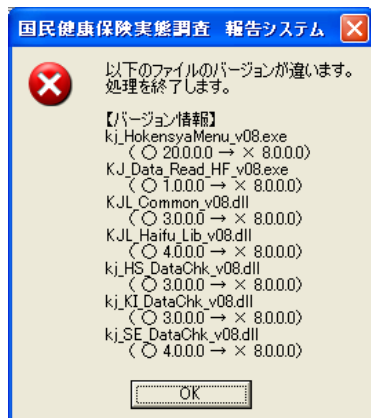 国民健康保険実態調査　報告システム
以下のファイルのバージョンが違います。
処理を終了します。
【バージョン情報】
kj_HokensyaMenu_v08.exe
（ ○ 20.0.0.0 → × 8.0.0.0）
KJ_Data_Read_HF_v08.exe
（ ○ 1.0.0.0 → × 8.0.0.0）
KJL_Common_v08.dll
（ ○ 3.0.0.0 → × 8.0.0.0）
KJL_Haifu_Lib_v08.dll
（ ○ 4.0.0.0 → × 8.0.0.0）
kj_HS_DataChk_v08.dll
（ ○ 3.0.0.0 → × 8.0.0.0）
kj_KI_DataChk_v08.dll
（ ○ 3.0.0.0 → × 8.0.0.0）
kj_SE_DataChk_v08.dll
（ ○ 4.0.0.0 → × 8.0.0.0）
OK